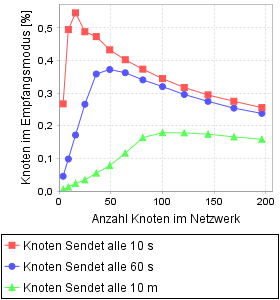 Knoten im Empfangsmodus [%]
0,5
0,4
0,3
0,2
0,1
0,0
0
50
100
150
200
Anzahl Knoten im Netzwerk
Knoten Sendet alle 10 s
Knoten Sendet alle 60 s
Knoten Sendet alle 10 m